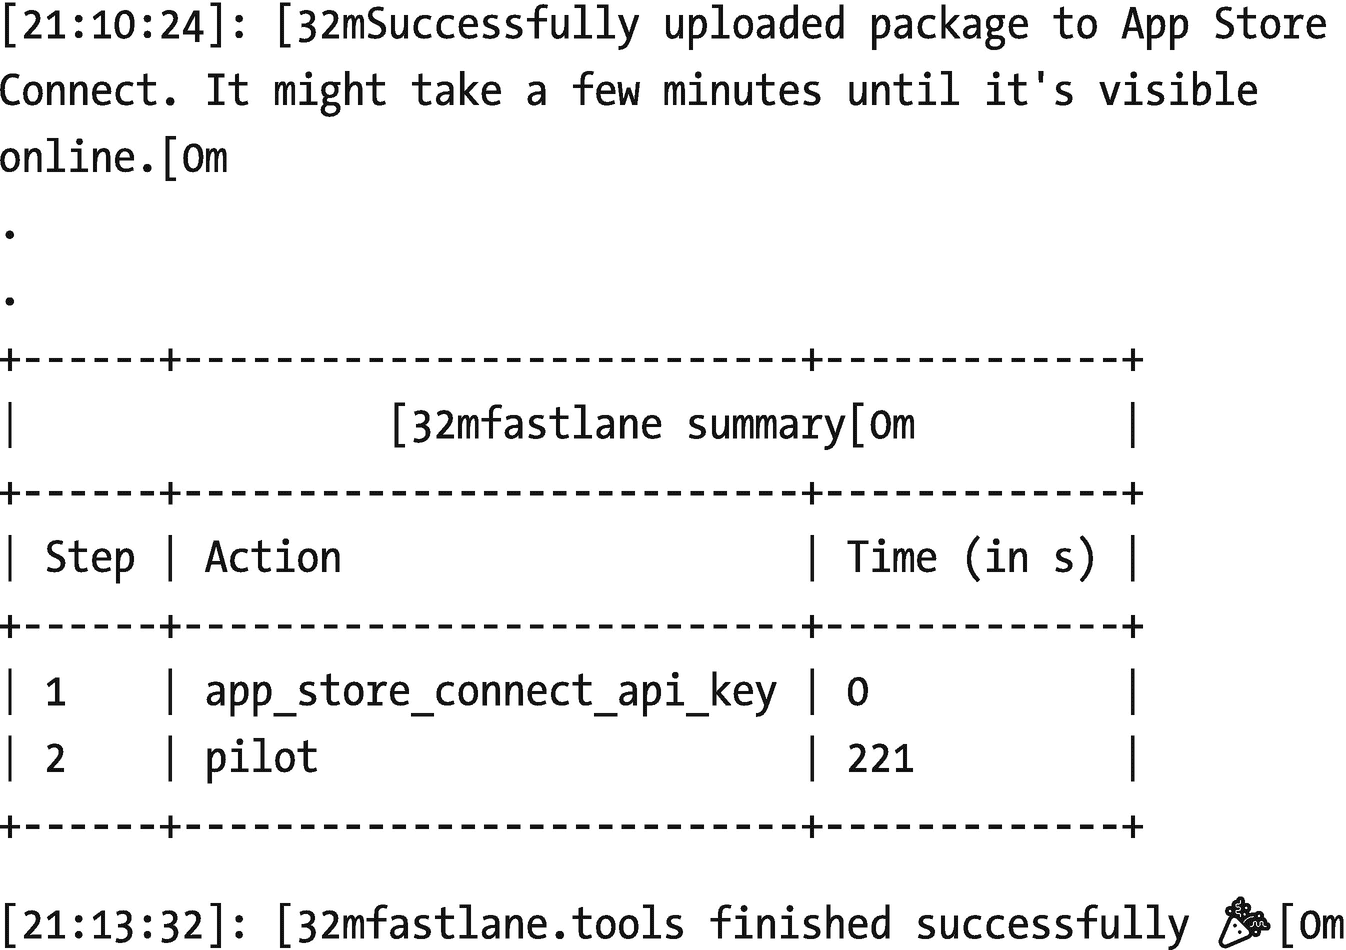 [21:10:24]: [32mSuccessfully uploaded package to App Store
Connect. It might take a few minutes until it's visible
online.[0m
.
.
+------+----------------------------+-------------+
|                [32mfastlane summary[0m         |
+------+----------------------------+-------------+
| Step | Action                     | Time (in s) |
+------+----------------------------+-------------+
| 1    | app_store_connect_api_key | 0           |
| 2    | pilot                      | 221         |
+------+----------------------------+-------------+
[21:13:32]: [32mfastlane.tools finished successfully 🎉[0m